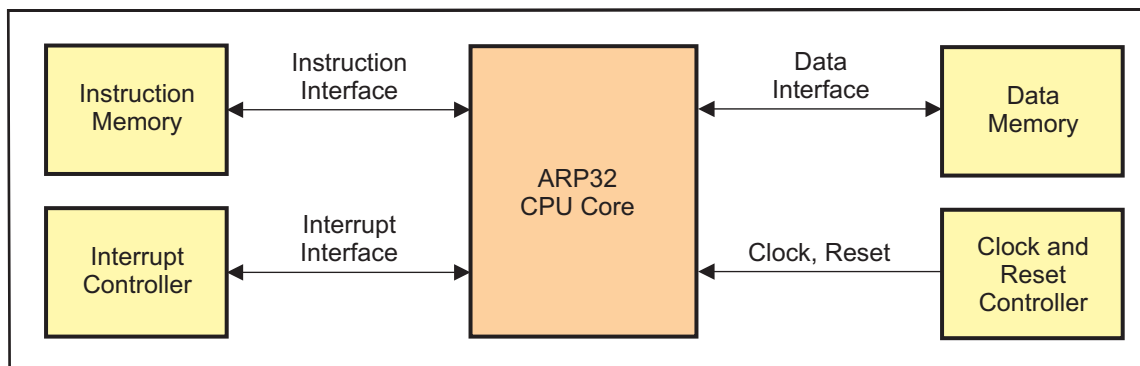 Instruction
Memory
Instruction
Interface
ARP32
CPU Core
Data
Interface
Data
Memory
Interrupt
Controller
Interrupt
Interface
Clock, Reset
Clock and
Reset
Controller